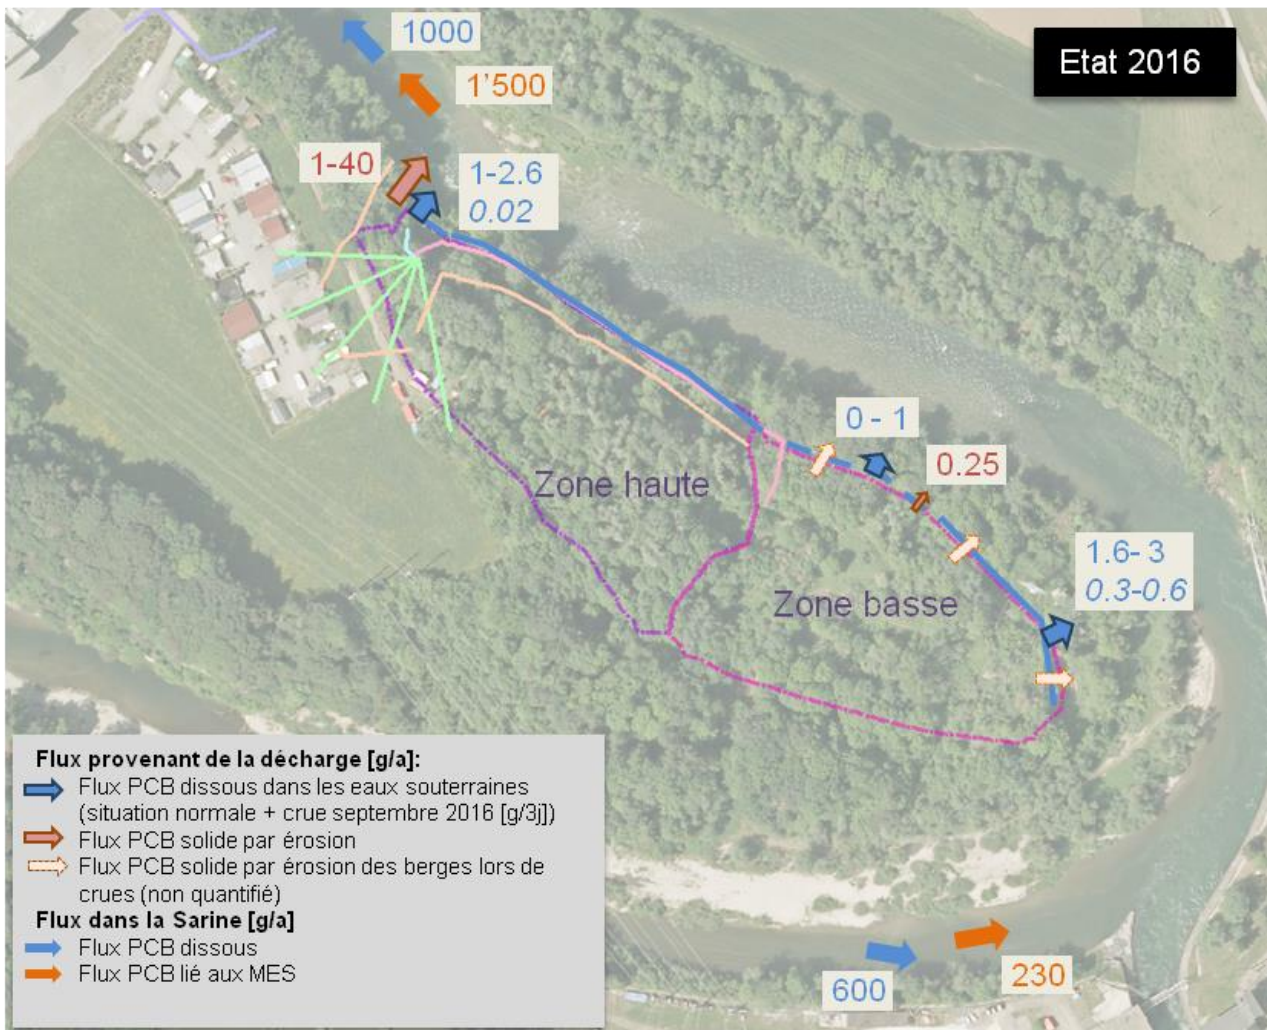 Etat 2016
1000
1'500
1-40
1-2.6
0.02
0 - 1
0.25
Zone haute
1.6- 3
0.3-0.6
Zone basse
Flux provenant de la décharge [g/a]:
Flux PCB dissous dans les eaux souterraines
(situation normale + crue septembre 2016 [g/3j])
Flux PCB solide par érosion
Flux PCB solide par érosion des berges lors de
crues (non quantifié)
Flux dans la Sarine [g/a]
Flux PCB dissous
Flux PCB lié aux MES
600
230